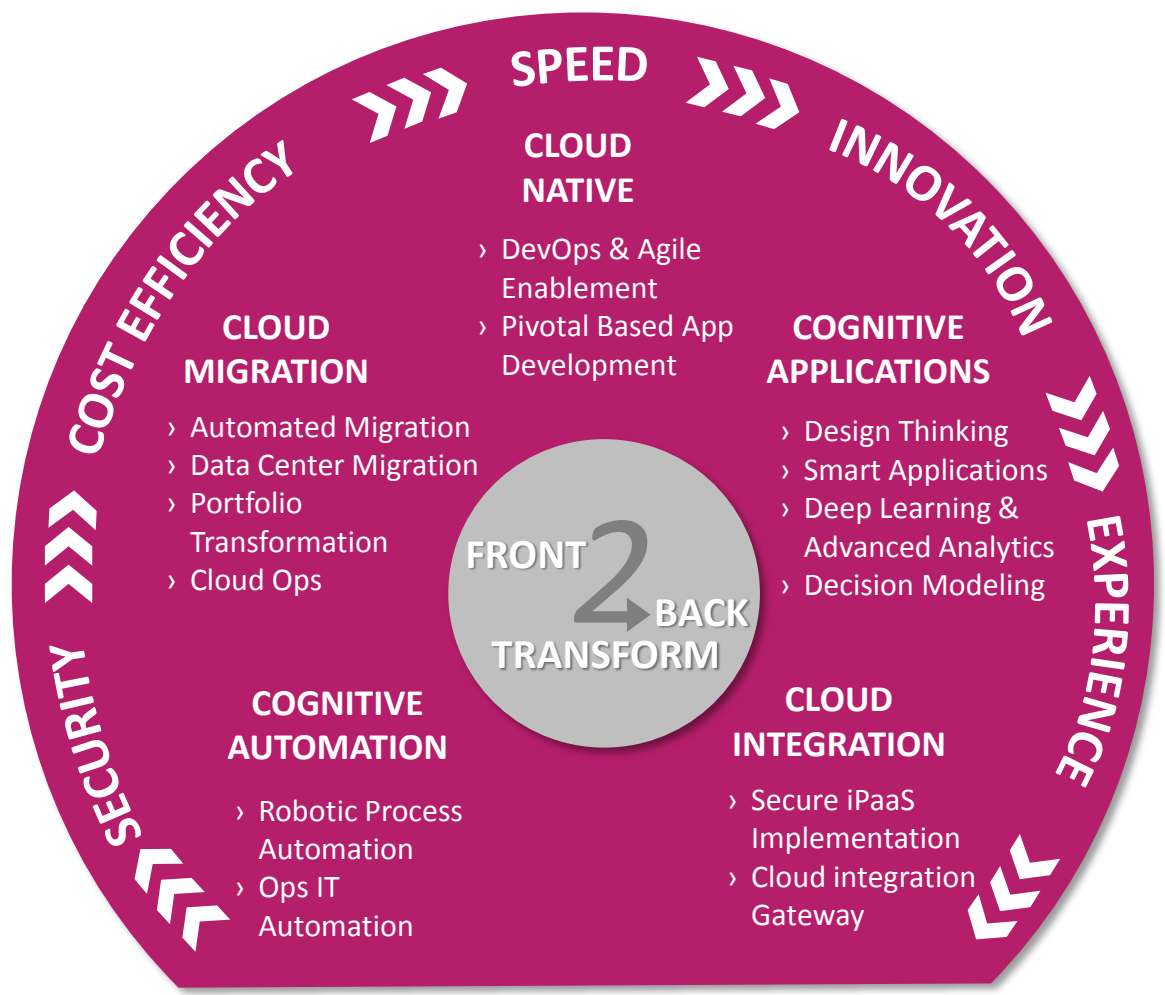 SPEED
COST EFFICIENCY
INNOVATION
SECURITY
EXPERIENCE
CLOUD
NATIVE
› DevOps & Agile
Enablement
› Pivotal Based App
Development
CLOUD
MIGRATION
› Automated Migration
› Data Center Migration
› Portfolio
Transformation
› Cloud Ops
COGNITIVE
APPLICATIONS
› Design Thinking
› Smart Applications
› Deep Learning &
Advanced Analytics
› Decision Modeling
FRONT 2 BACK
TRANSFORM
COGNITIVE
AUTOMATION
› Robotic Process
Automation
› Ops IT
Automation
CLOUD
INTEGRATION
› Secure iPaaS
Implementation
› Cloud integration
Gateway